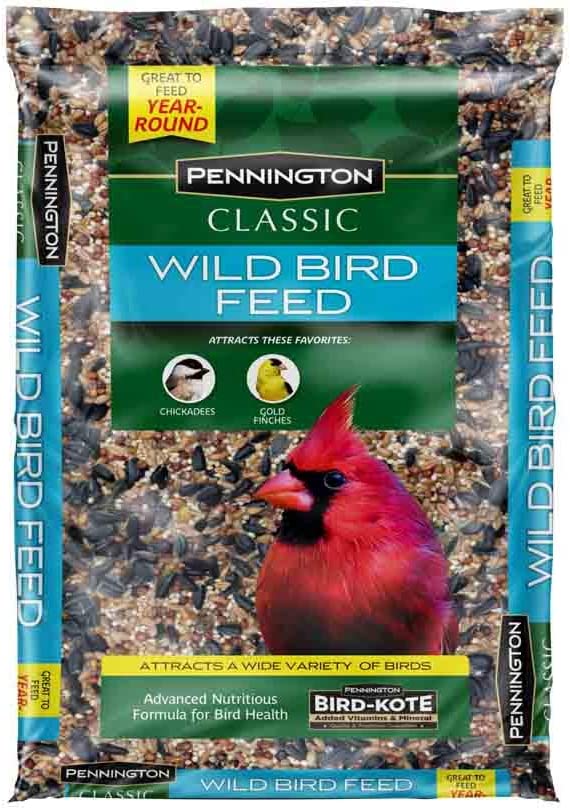 GREAT TO
FEED
YEAR-
ROUND
PENNINGTON
CLASSIC
WILD BIRD
FEED
ATTRACTS THESE FAVORITES:
CHICKADEES
GOLD
FINCHES
ATTRACTS A WIDE VARIETY OF BIRDS
Advanced Nutritious
Formula for Bird Health
PENNINGTON
BIRD-KOTE
Added Vitamins & Mineral
PENNINGTON
CLASSIC
WILD BIRD FEED
GREAT TO
FEED
YEAR-
GREAT TO
FEED
YEAR
WILD BIRD FEED
PENNINGTON
CLASSIC
PENNINGTON
CLASSIC
WILD BIRD FEED
GREAT TO
FEED
YEAR-